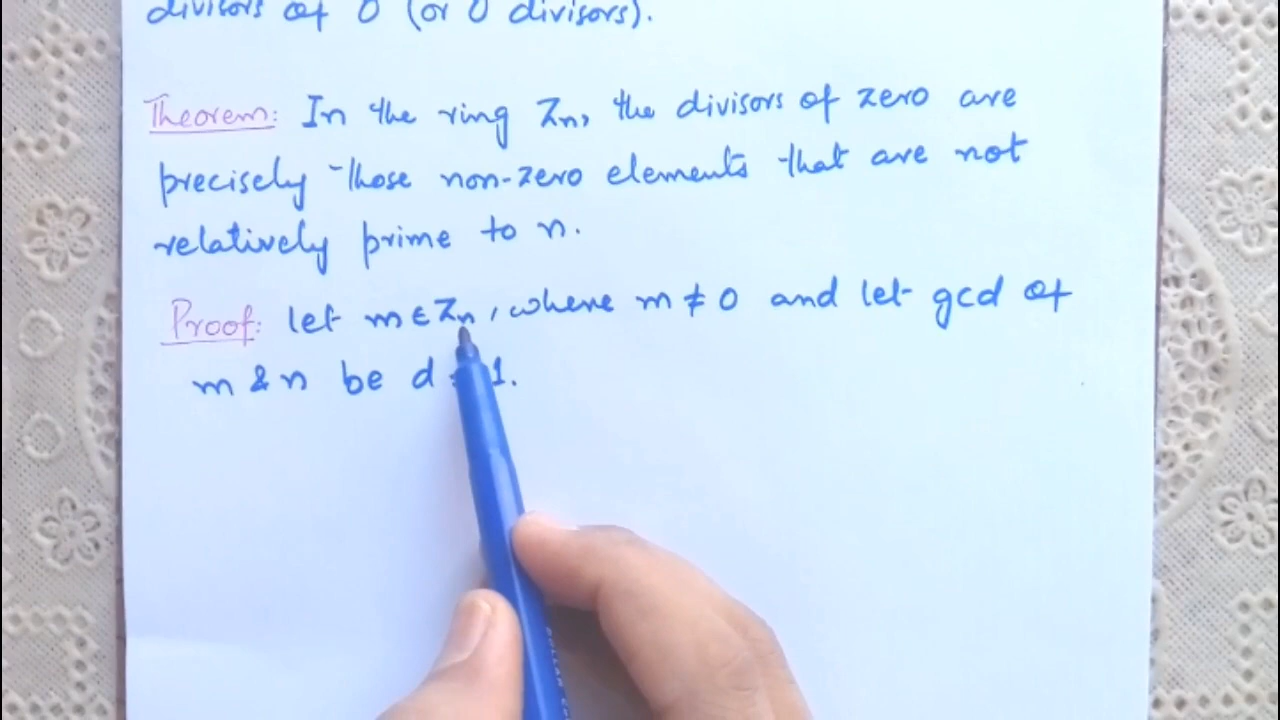 divisors of 0 (or 0 divisors).
Theorem: In the ring Zn, the divisors of zero are
precisely those non-zero elements that are not
relatively prime to n.
Proof: let m ∈ Zn, where m ≠ 0 and let gcd of
m & n be d 1.